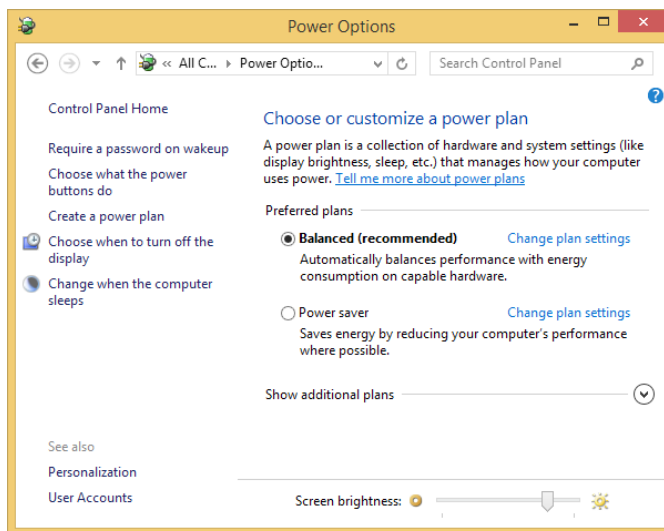 Power Options
« All C... Power Optio...
Search Control Panel
Control Panel Home
Require a password on wakeup
Choose what the power
buttons do
Create a power plan
Choose when to turn off the
display
Change when the computer
sleeps
See also
Personalization
User Accounts
?
Choose or customize a power plan
A power plan is a collection of hardware and system settings (like
display brightness, sleep, etc.) that manages how your computer
uses power. Tell me more about power plans
Preferred plans
Balanced (recommended) Change plan settings
Automatically balances performance with energy
consumption on capable hardware.
Power saver Change plan settings
Saves energy by reducing your computer's performance
where possible.
Show additional plans
Screen brightness: